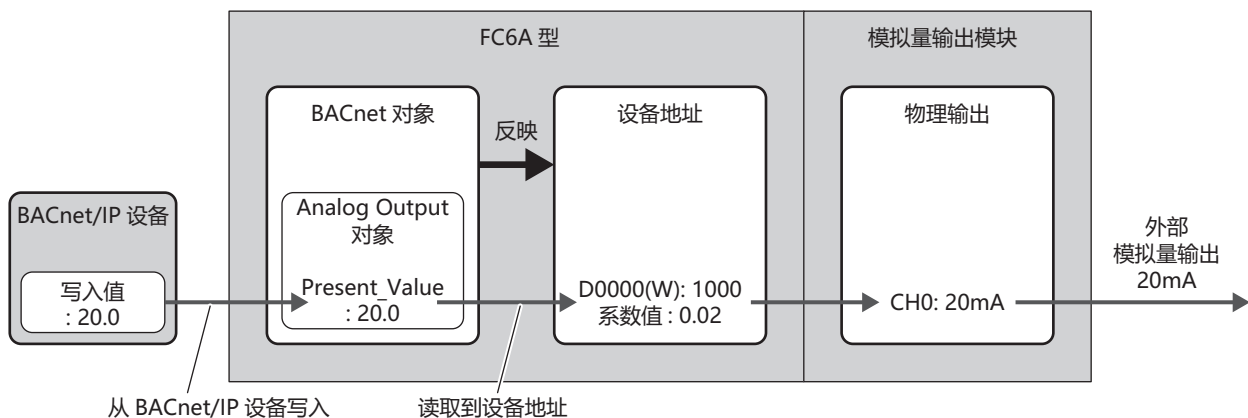 FC6A 型
模拟量输出模块
BACnet 对象
设备地址
物理输出
反映
BACnet/IP 设备
Analog Output
对象
外部
模拟量输出
20mA
写入值
: 20.0
Present_Value
: 20.0
D0000(W): 1000
系数值 : 0.02
CH0: 20mA
从 BACnet/IP 设备写入
读取到设备地址